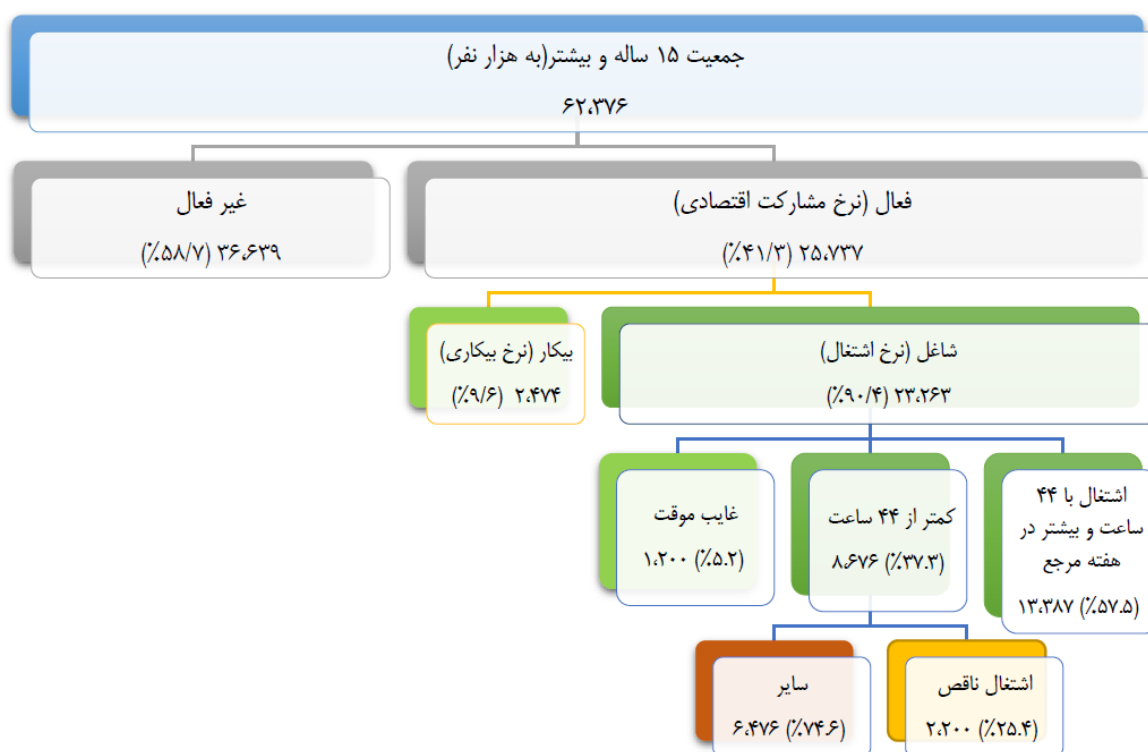 جمعیت ۱۵ ساله و بیشتر(به هزار نفر)
۶۲،۳۷۶
فعال (نرخ مشارکت اقتصادی)
۲۵،۷۳۷ (٪۴۱/۳)
غیر فعال
۳۶،۶۳۹ (٪۵۸/۷)
شاغل (نرخ اشتغال)
۲۳،۲۶۳ (٪۹۰/۴)
بیکار (نرخ بیکاری)
۲،۴۷۴ (٪۹/۶)
اشتغال با ۴۴
ساعت و بیشتر در
هفته مرجع
۱۳،۳۸۷ (٪۵۷.۵)
کمتر از ۴۴ ساعت
۸،۶۷۶ (٪۳۷.۳)
غایب موقت
۱،۲۰۰ (٪۵.۲)
اشتغال ناقص
۲،۲۰۰ (٪۲۵.۴)
سایر
۶،۴۷۶ (٪۷۴.۶)